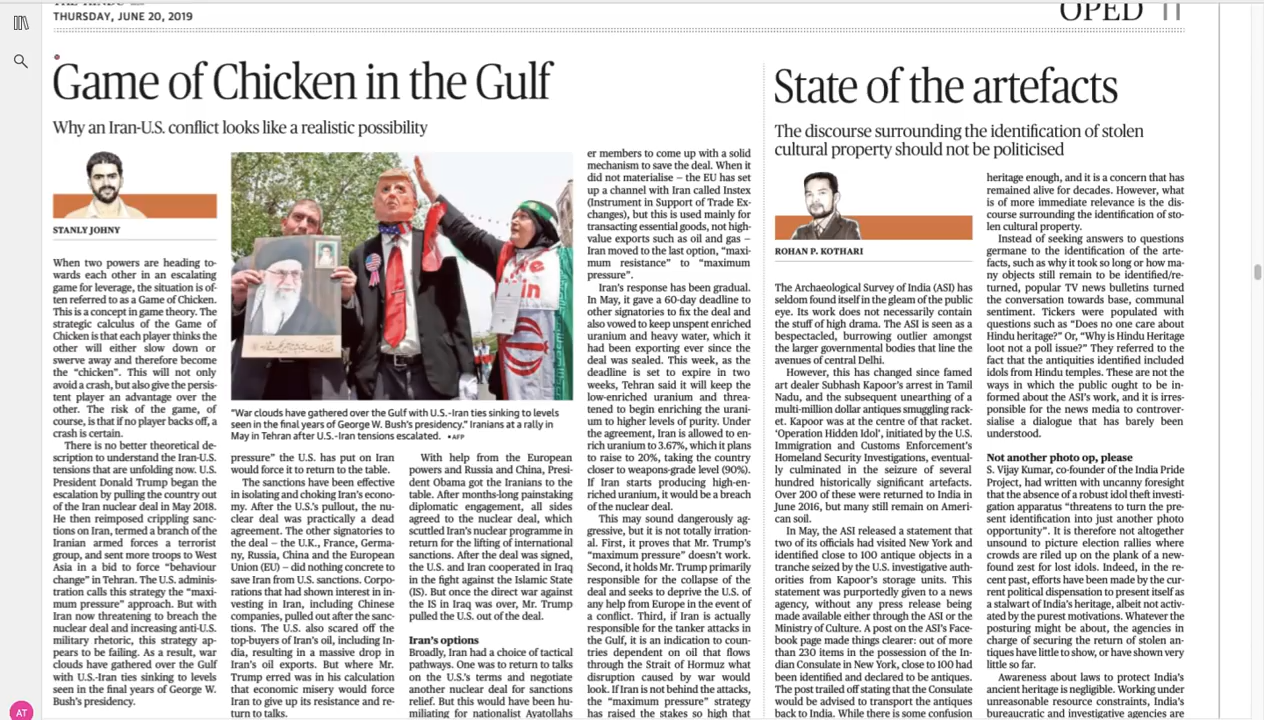 THURSDAY, JUNE 20, 2019
OPED 11
Game of Chicken in the Gulf
Why an Iran-U.S. conflict looks like a realistic possibility
STANLY JOHNY
When two powers are heading to-
wards each other in an escalating
game for leverage, the situation is of-
ten referred to as a Game of Chicken.
This is a concept in game theory. The
strategic calculus of the Game of
Chicken is that each player thinks the
other will either slow down or
swerve away and therefore become
the “chicken”. This will not only
avoid a crash, but also give the persis-
tent player an advantage over the
other. The risk of the game, of
course, is that if no player backs off, a
crash is certain.
There is no better theoretical de-
scription to understand the Iran-U.S.
tensions that are unfolding now. U.S.
President Donald Trump began the
escalation by pulling the country out
of the Iran nuclear deal in May 2018.
He then reimposed crippling sanc-
tions on Iran, termed a branch of the
Iranian armed forces a terrorist
group, and sent more troops to West
Asia in a bid to force “behaviour
change” in Tehran. The U.S. adminis-
tration calls this strategy the “maxi-
mum pressure” approach. But with
Iran now threatening to breach the
nuclear deal and increasing anti-U.S.
military rhetoric, this strategy ap-
pears to be failing. As a result, war
clouds have gathered over the Gulf
with U.S.-Iran ties sinking to levels
seen in the final years of George W.
Bush’s presidency.
"War clouds have gathered over the Gulf with U.S.-Iran ties sinking to levels
seen in the final years of George W. Bush’s presidency." Iranians at a rally in
May in Tehran after U.S.-Iran tensions escalated. •AFP
pressure” the U.S. has put on Iran
would force it to return to the table.
The sanctions have been effective
in isolating and choking Iran’s econo-
my. After the U.S.’s pullout, the nu-
clear deal was practically a dead
agreement. The other signatories to
the deal – the U.K., France, Germa-
ny, Russia, China and the European
Union (EU) – did nothing concrete to
save Iran from U.S. sanctions. Corpo-
rations that had shown interest in in-
vesting in Iran, including Chinese
companies, pulled out after the sanc-
tions. The U.S. also scared off the
top-buyers of Iran’s oil, including In-
dia, resulting in a massive drop in
Iran’s oil exports. But where Mr.
Trump erred was in his calculation
that economic misery would force
Iran to give up its resistance and re-
turn to talks.
With help from the European
powers and Russia and China, Presi-
dent Obama got the Iranians to the
table. After months-long painstaking
diplomatic engagement, all sides
agreed to the nuclear deal, which
scuttled Iran’s nuclear programme in
return for the lifting of international
sanctions. After the deal was signed,
the U.S. and Iran cooperated in Iraq
in the fight against the Islamic State
(IS). But once the direct war against
the IS in Iraq was over, Mr. Trump
pulled the U.S. out of the deal.
Iran’s options
Broadly, Iran had a choice of tactical
pathways. One was to return to talks
on the U.S.’s terms and negotiate
another nuclear deal for sanctions
relief. But this would have been hu-
miliating for nationalist Ayatollahs
er members to come up with a solid
mechanism to save the deal. When it
did not materialise – the EU has set
up a channel with Iran called Instex
(Instrument in Support of Trade Ex-
changes), but this is used mainly for
transacting essential goods, not high-
value exports such as oil and gas –
Iran moved to the last option, “maxi-
mum resistance” to “maximum
pressure”.
Iran’s response has been gradual.
In May, it gave a 60-day deadline to
other signatories to fix the deal and
also vowed to keep unspent enriched
uranium and heavy water, which it
had been exporting ever since the
deal was sealed. This week, as the
deadline is set to expire in two
weeks, Tehran said it will keep the
low-enriched uranium and threa-
tened to begin enriching the urani-
um to higher levels of purity. Under
the agreement, Iran is allowed to en-
rich uranium to 3.67%, which it plans
to raise to 20%, taking the country
closer to weapons-grade level (90%).
If Iran starts producing high-en-
riched uranium, it would be a breach
of the nuclear deal.
This may sound dangerously ag-
gressive, but it is not totally irration-
al. First, it proves that Mr. Trump’s
“maximum pressure” doesn’t work.
Second, it holds Mr. Trump primarily
responsible for the collapse of the
deal and seeks to deprive the U.S. of
any help from Europe in the event of
a conflict. Third, if Iran is actually
responsible for the tanker attacks in
the Gulf, it is an indication to coun-
tries dependent on oil that flows
through the Strait of Hormuz what
disruption caused by war would
look. If Iran is not behind the attacks,
the “maximum pressure” strategy
has raised the stakes so high that
State of the artefacts
The discourse surrounding the identification of stolen
cultural property should not be politicised
ROHAN P. KOTHARI
The Archaeological Survey of India (ASI) has
seldom found itself in the gleam of the public
eye. Its work does not necessarily contain
the stuff of high drama. The ASI is seen as a
bespectacled, burrowing outlier amongst
the larger governmental bodies that line the
avenues of central Delhi.
However, this has changed since famed
art dealer Subhash Kapoor’s arrest in Tamil
Nadu, and the subsequent unearthing of a
multi-million dollar antiques smuggling rack-
et. Kapoor was at the centre of that racket.
‘Operation Hidden Idol’, initiated by the U.S.
Immigration and Customs Enforcement’s
Homeland Security Investigations, eventual-
ly culminated in the seizure of several
hundred historically significant artefacts.
Over 200 of these were returned to India in
June 2016, but many still remain on Ameri-
can soil.
In May, the ASI released a statement that
two of its officials had visited New York and
identified close to 100 antique objects in a
tranche seized by the U.S. investigative auth-
orities from Kapoor’s storage units. This
statement was purportedly given to a news
agency, without any press release being
made available either through the ASI or the
Ministry of Culture. A post on the ASI’s Face-
book page made things clearer: out of more
than 230 items in the possession of the In-
dian Consulate in New York, close to 100 had
been identified and declared to be antiques.
The post trailed off stating that the Consulate
would be advised to transport the antiques
back to India. While there is some confusion
heritage enough, and it is a concern that has
remained alive for decades. However, what
is of more immediate relevance is the dis-
course surrounding the identification of sto-
len cultural property.
Instead of seeking answers to questions
germane to the identification of the arte-
facts, such as why it took so long or how ma-
ny objects still remain to be identified/re-
turned, popular TV news bulletins turned
the conversation towards base, communal
sentiment. Tickers were populated with
questions such as “Does no one care about
Hindu heritage?” Or, “Why is Hindu Heritage
loot not a poll issue?” They referred to the
fact that the antiquities identified included
idols from Hindu temples. These are not the
ways in which the public ought to be in-
formed about the ASI’s work, and it is irres-
ponsible for the news media to controver-
sialise a dialogue that has barely been
understood.
Not another photo op, please
S. Vijay Kumar, co-founder of the India Pride
Project, had written with uncanny foresight
that the absence of a robust idol theft investi-
gation apparatus “threatens to turn the pre-
sent identification into just another photo
opportunity”. It is therefore not altogether
unsound to picture election rallies where
crowds are riled up on the plank of a new-
found zest for lost idols. Indeed, in the re-
cent past, efforts have been made by the cur-
rent political dispensation to present itself as
a stalwart of India’s heritage, albeit not activ-
ated by the purest motivations. Whatever the
posturing might be about, the agencies in
charge of securing the return of stolen an-
tiques have little to show, or have shown very
little so far.
Awareness about laws to protect India’s
ancient heritage is negligible. Working under
unreasonable resource constraints, India’s
bureaucratic and investigative agencies are
AT